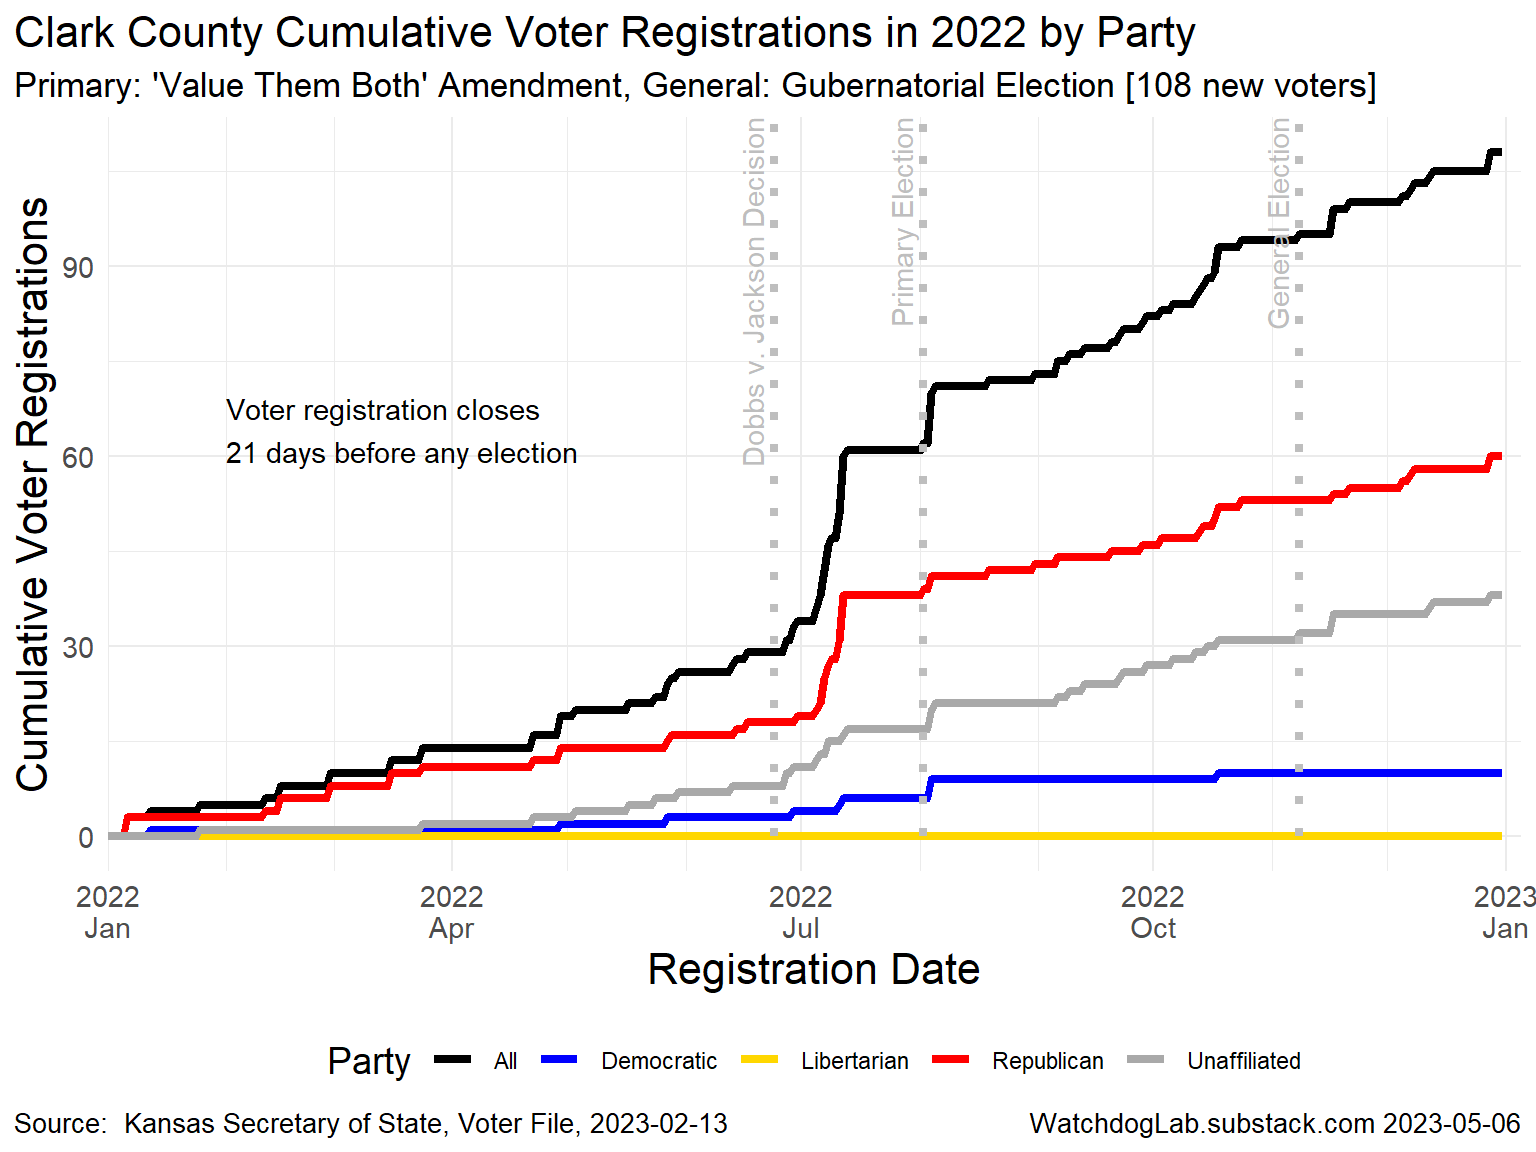 Clark County Cumulative Voter Registrations in 2022 by Party
Primary: 'Value Them Both' Amendment, General: Gubernatorial Election [108 new voters]
Cumulative Voter Registrations
90
60
30
0
Dobbs v. Jackson Decision
Primary Election
General Election
Voter registration closes
21 days before any election
2022
Jan
2022
Apr
2022
Jul
2022
Oct
2023
Jan
Registration Date
Party All Democratic Libertarian Republican Unaffiliated
Source:  Kansas Secretary of State, Voter File, 2023-02-13
WatchdogLab.substack.com 2023-05-06